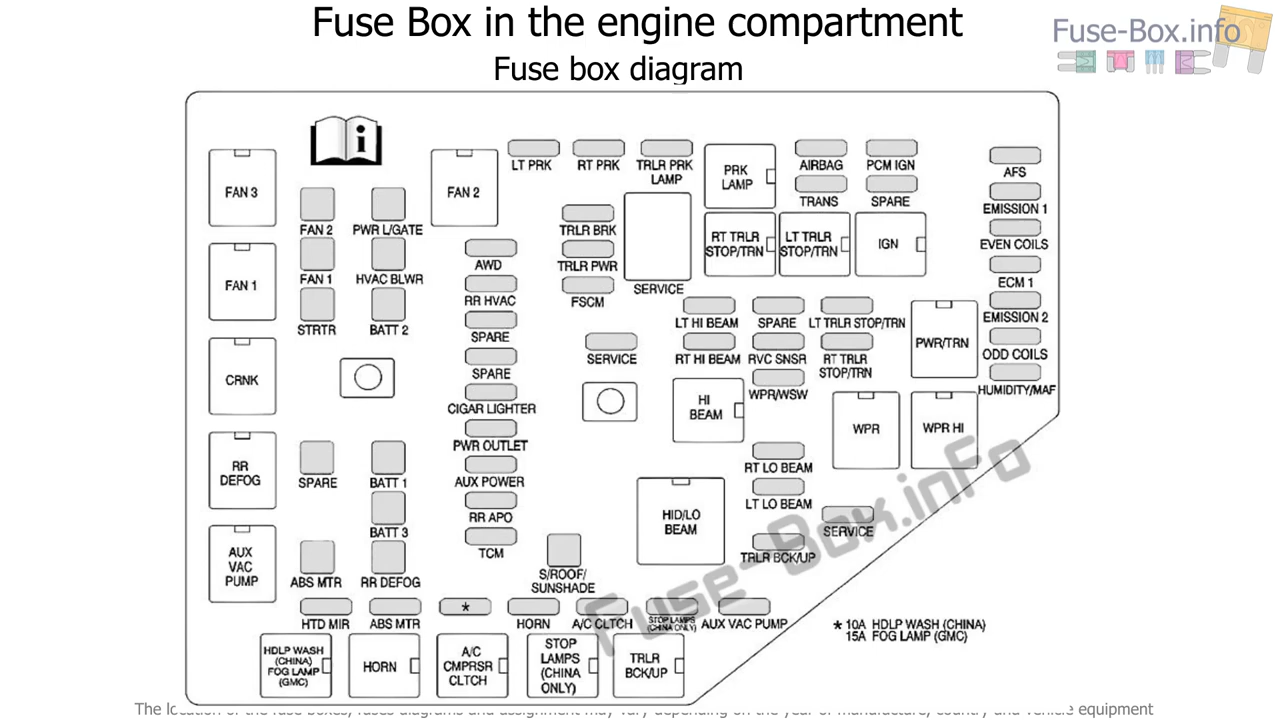 Fuse Box in the engine compartment
Fuse-Box.info
Fuse box diagram
i
FAN 3
FAN 2
LT PRK
RT PRK
TRLR PRK
LAMP
PRK
LAMP
AIRBAG
PCM IGN
AFS
TRANS
SPARE
EMISSION 1
FAN 2
PWR L/GATE
TRLR BRK
RT TRLR
STOP/TRN
LT TRLR
STOP/TRN
IGN
EVEN COILS
AWD
TRLR PWR
FAN 1
FAN 1
HVAC BLWR
RR HVAC
FSCM
SERVICE
ECM 1
STRTR
BATT 2
SPARE
LT HI BEAM
SPARE
LT TRLR STOP/TRN
EMISSION 2
PWR/TRN
SERVICE
RT HI BEAM
RVC SNSR
RT TRLR
STOP/TRN
ODD COILS
CRNK
SPARE
WPR/WSW
HUMIDITY/MAF
CIGAR LIGHTER
HI
BEAM
WPR
WPR HI
PWR OUTLET
RR
DEFOG
SPARE
BATT 1
AUX POWER
RT LO BEAM
RR APO
HID/LO
BEAM
LT LO BEAM
BATT 3
SERVICE
TCM
TRLR BCK/UP
AUX
VAC
PUMP
ABS MTR
RR DEFOG
S/ROOF/
SUNSHADE
HTD MIR
ABS MTR
*
HORN
A/C CLTCH
STOP LAMPS
(CHINA ONLY)
AUX VAC PUMP
* 10A HDLP WASH (CHINA)
15A FOG LAMP (GMC)
HDLP WASH
(CHINA)
FOG LAMP
(GMC)
HORN
A/C
CMPRSR
CLTCH
STOP
LAMPS
(CHINA
ONLY)
TRLR
BCK/UP
Fuse-Box.info
The location of the fuse boxes, fuses diagrams and assignment may vary depending on the year of manufacture, country and vehicle equipment